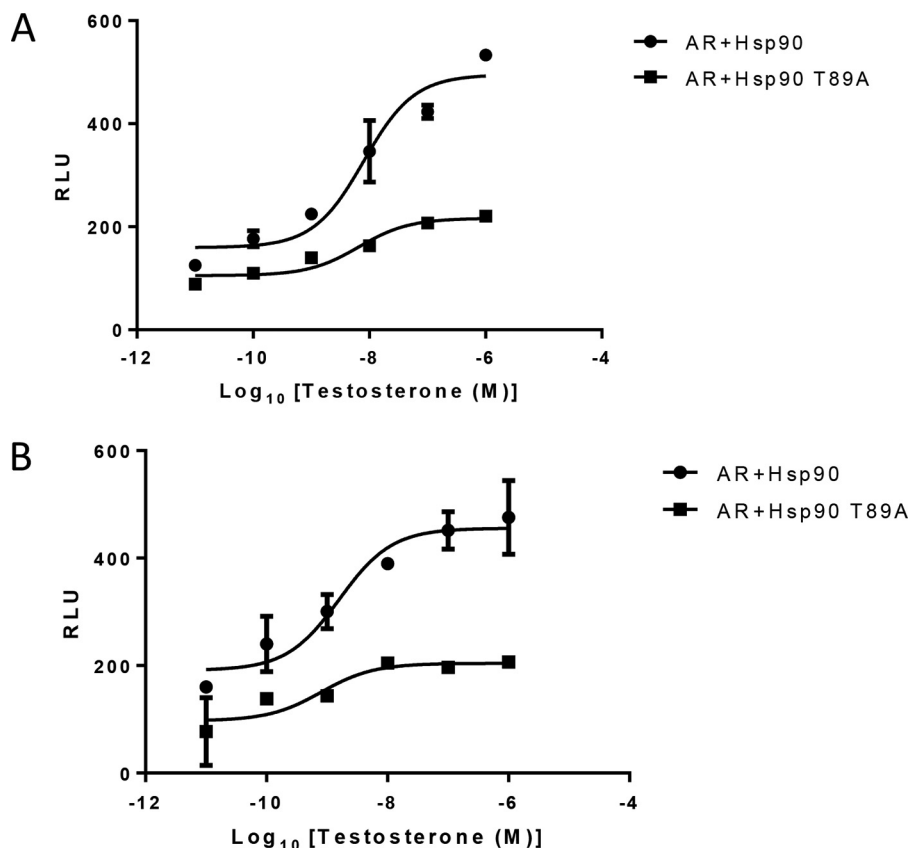 A
600
400
200
0
RLU
-12
-10
-8
-6
-4
Log10 [Testosterone (M)]
AR+Hsp90
AR+Hsp90 T89A
B
600
400
200
0
RLU
-12
-10
-8
-6
-4
Log10 [Testosterone (M)]
AR+Hsp90
AR+Hsp90 T89A